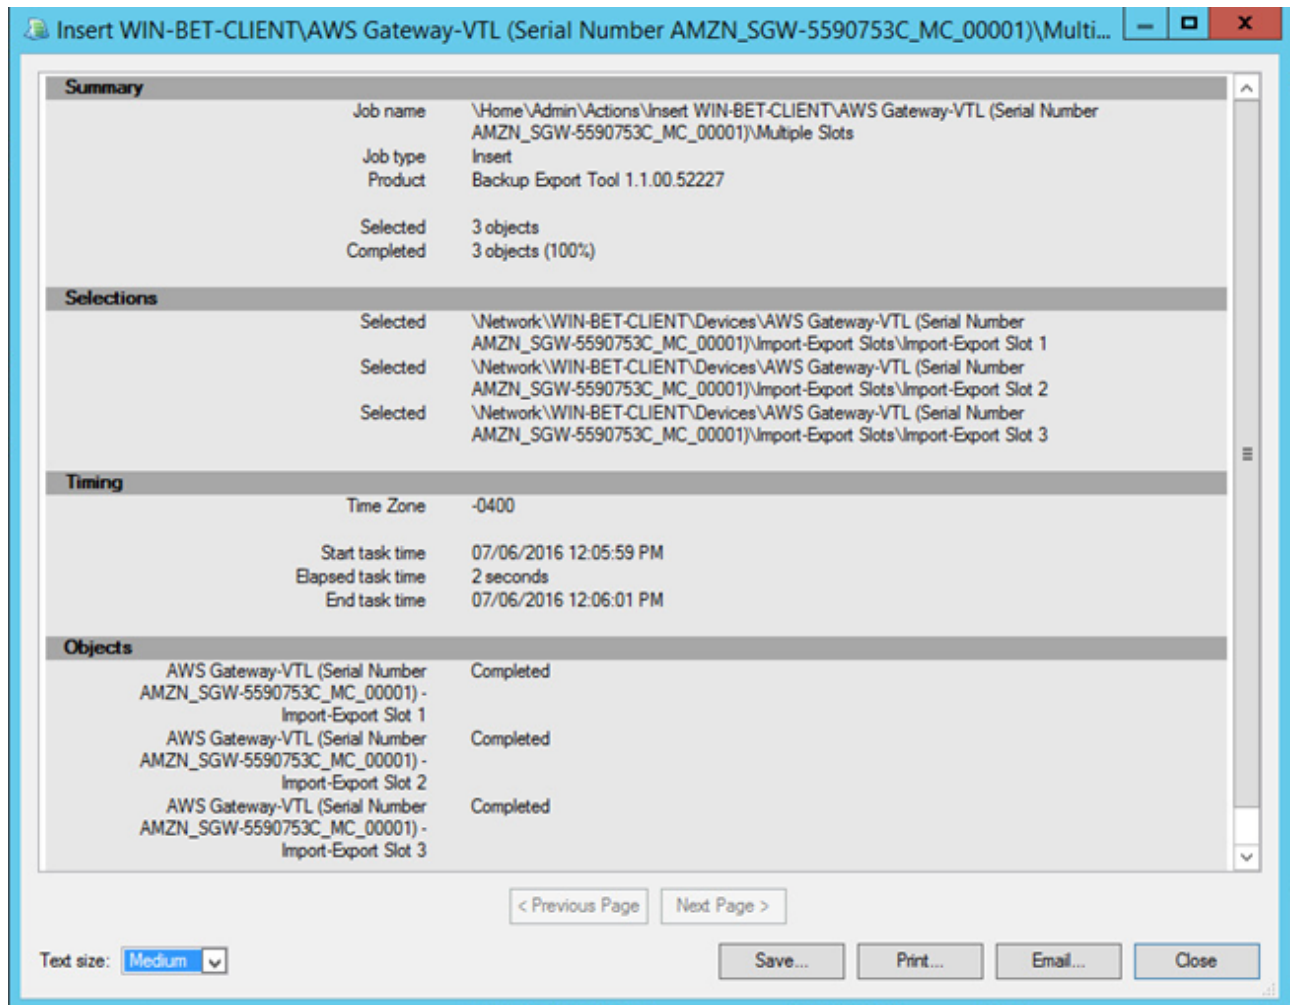 Insert WIN-BET-CLIENT\AWS Gateway-VTL (Serial Number AMZN_SGW-5590753C_MC_00001)\Multi...
Summary
Job name \Home\Admin\Actions\Insert WIN-BET-CLIENT\AWS Gateway-VTL (Serial Number
AMZN_SGW-5590753C_MC_00001)\Multiple Slots
Job type Insert
Product Backup Export Tool 1.1.00.52227
Selected 3 objects
Completed 3 objects (100%)
Selections
Selected \Network\WIN-BET-CLIENT\Devices\AWS Gateway-VTL (Serial Number
AMZN_SGW-5590753C_MC_00001)\Import-Export Slots\Import-Export Slot 1
Selected \Network\WIN-BET-CLIENT\Devices\AWS Gateway-VTL (Serial Number
AMZN_SGW-5590753C_MC_00001)\Import-Export Slots\Import-Export Slot 2
Selected \Network\WIN-BET-CLIENT\Devices\AWS Gateway-VTL (Serial Number
AMZN_SGW-5590753C_MC_00001)\Import-Export Slots\Import-Export Slot 3
Timing
Time Zone -0400
Start task time 07/06/2016 12:05:59 PM
Elapsed task time 2 seconds
End task time 07/06/2016 12:06:01 PM
Objects
AWS Gateway-VTL (Serial Number Completed
AMZN_SGW-5590753C_MC_00001) -
Import-Export Slot 1
AWS Gateway-VTL (Serial Number Completed
AMZN_SGW-5590753C_MC_00001) -
Import-Export Slot 2
AWS Gateway-VTL (Serial Number Completed
AMZN_SGW-5590753C_MC_00001) -
Import-Export Slot 3
< Previous Page Next Page >
Text size: Medium Save... Print... Email... Close